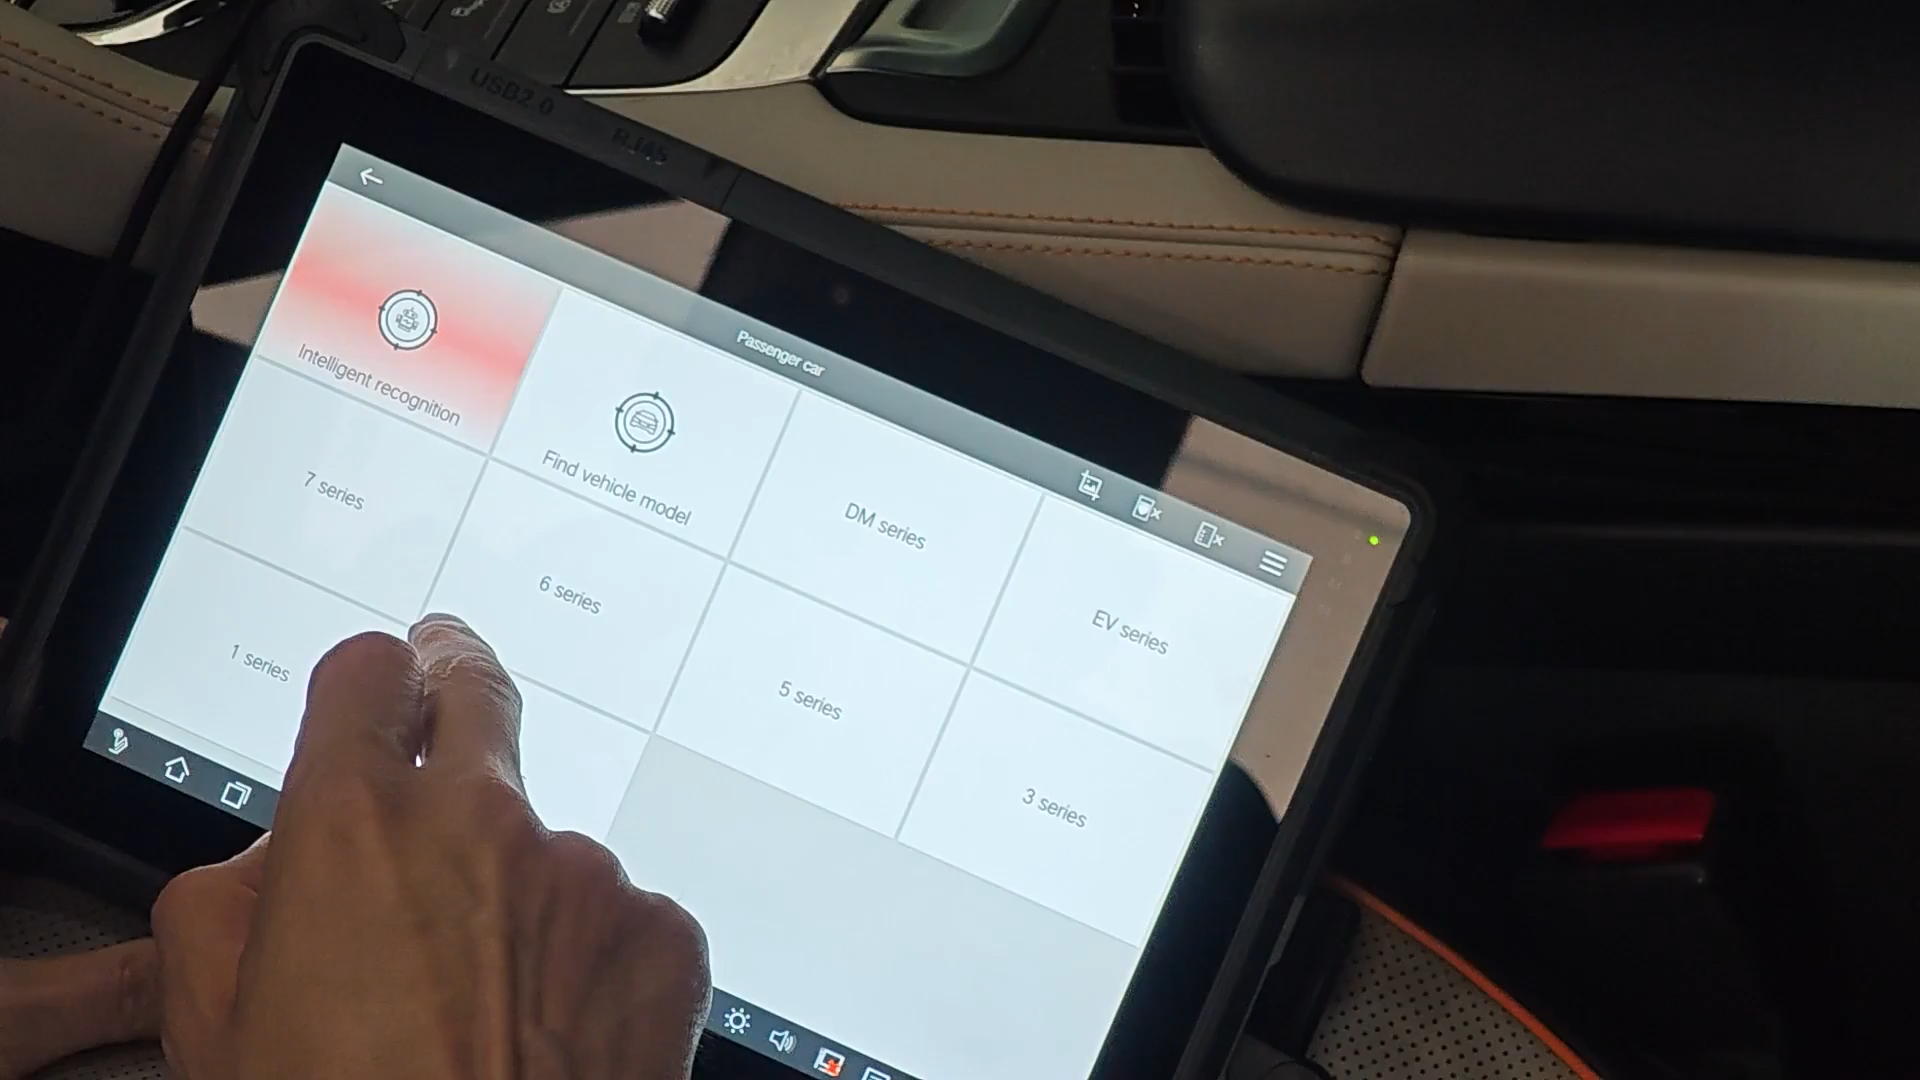 USB2.0
RJ45
Passenger car
Intelligent recognition
Find vehicle model
DM series
EV series
7 series
6 series
5 series
3 series
1 series